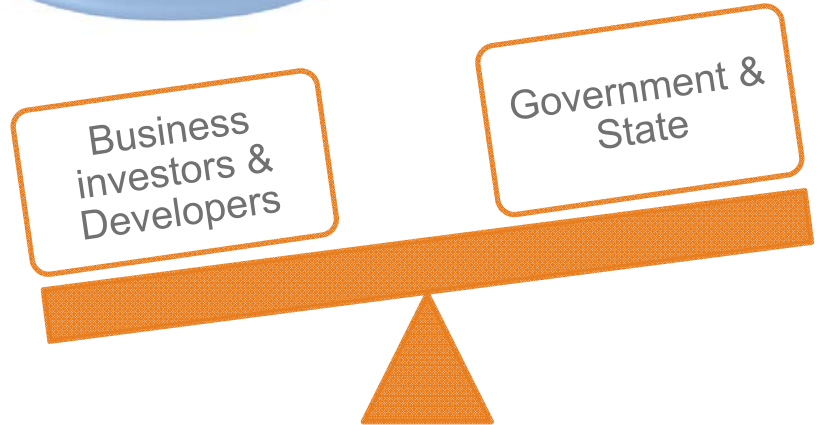 Business
investors &
Developers
Government &
State